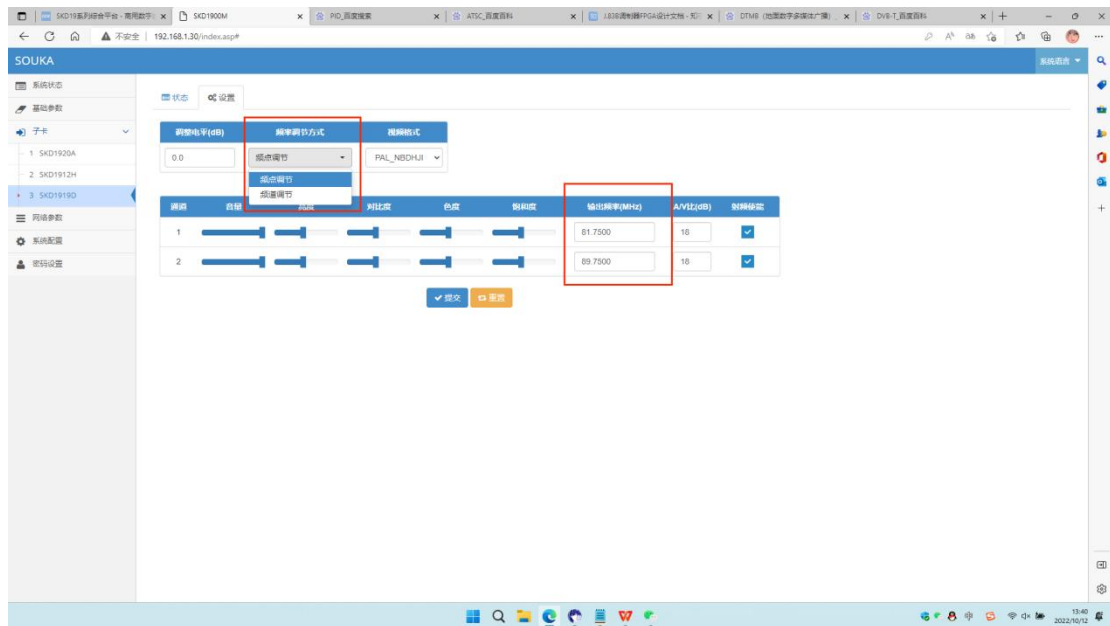 SKD19系列综合平台 - 商用数字
SKD1900M
PID_百度搜索
ATSC_百度百科
DTMB (地面数字多媒体广播)_
DVB-T_百度百科
不安全
192.168.1.30/index.asp#
SOUKA
系统语言
系统状态
基础参数
子卡
1 SKD1920A
2 SKD1912H
3 SKD1919D
网络参数
系统配置
密码设置
状态
设置
调整电平(dB) 频率调节方式 视频格式
0.0 频点调节 PAL_NBDHJI
频点调节
频道调节
通道 音量 亮度 对比度 色度 饱和度 输出频率(MHz) A/V比(dB) 射频使能
1 81.7500 18
2 89.7500 18
提交 重置
中
13:40
2022/10/12